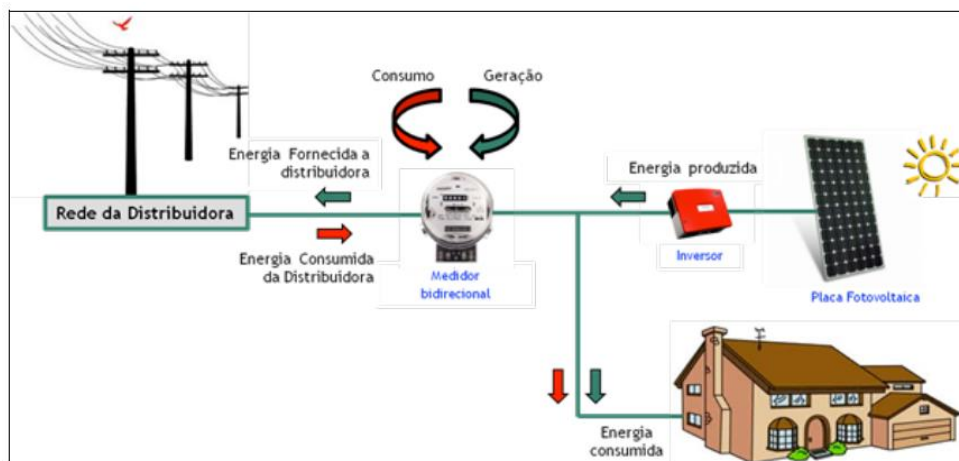 Consumo
Geração
Energia Fornecida a
distribuidora
Energia produzida
Rede da Distribuidora
Energia Consumida
da Distribuidora
Medidor
bidirecional
Inversor
Placa Fotovoltaica
Energia
consumida